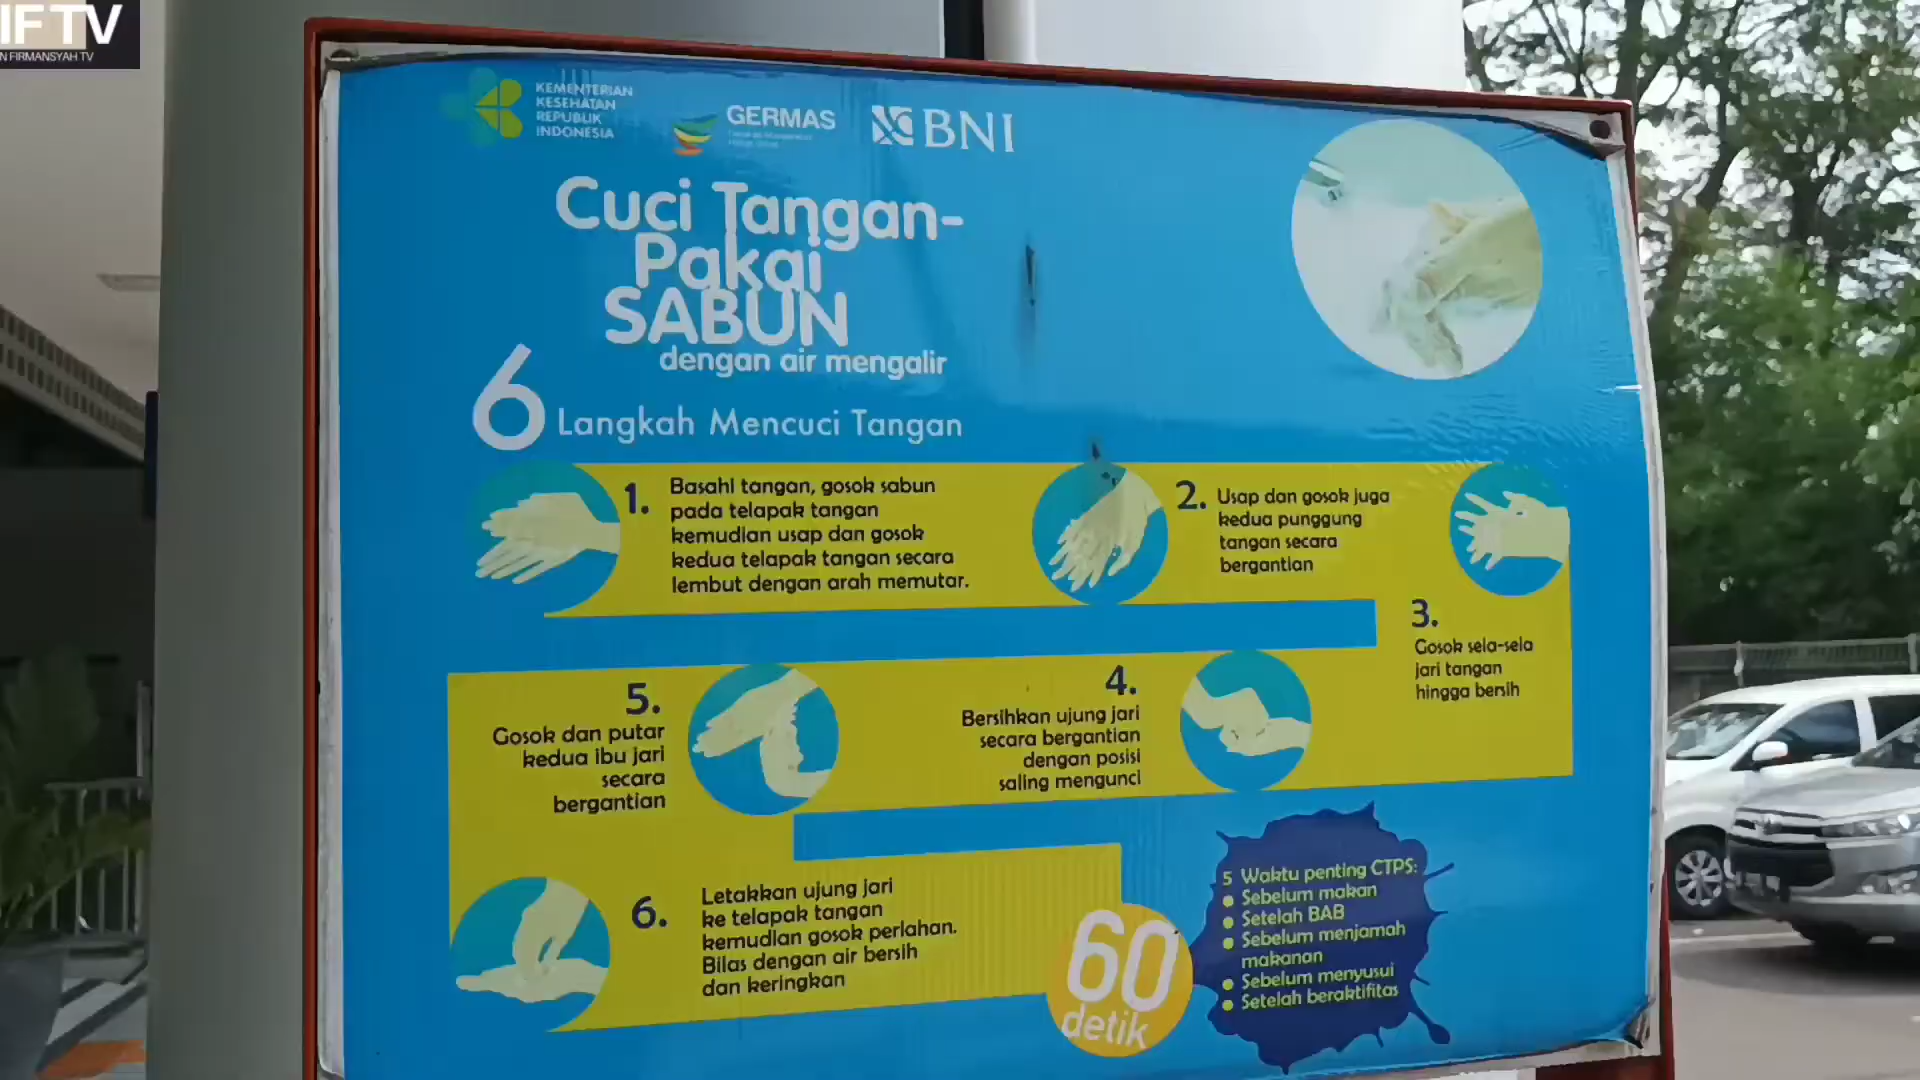 IFTV
N FIRMANSYAH TV
KEMENTERIAN
KESEHATAN
REPUBLIK
INDONESIA
GERMAS
BNI
Cuci Tangan-
Pakai
SABUN
dengan air mengalir
6 Langkah Mencuci Tangan
1. Basahi tangan, gosok sabun
pada telapak tangan
kemudian usap dan gosok
kedua telapak tangan secara
lembut dengan arah memutar.
2. Usap dan gosok juga
kedua punggung
tangan secara
bergantian
3.
Gosok sela-sela
jari tangan
hingga bersih
4.
Bersihkan ujung jari
secara bergantian
dengan posisi
saling mengunci
5.
Gosok dan putar
kedua ibu jari
secara
bergantian
6. Letakkan ujung jari
ke telapak tangan
kemudian gosok perlahan.
Bilas dengan air bersih
dan keringkan
60
detik
5 Waktu penting CTPS:
Sebelum makan
Setelah BAB
Sebelum menjamah
makanan
Sebelum menyusui
Setelah beraktifitas